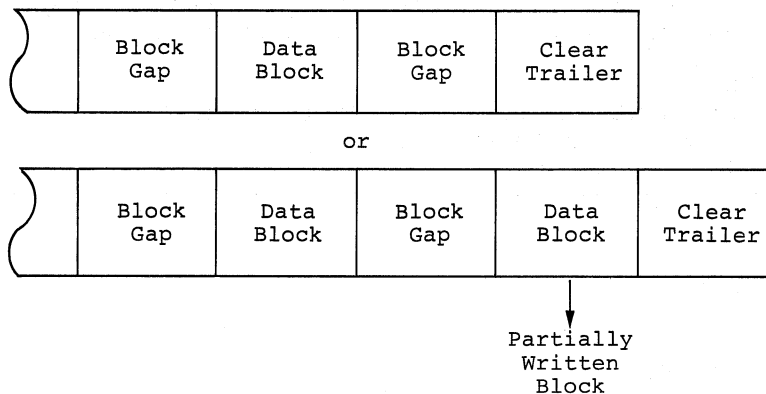 Block Data Block Clear
Gap Block Gap Trailer
or
Block Data Block Data Clear
Gap Block Gap Block Trailer
Partially
Written
Block